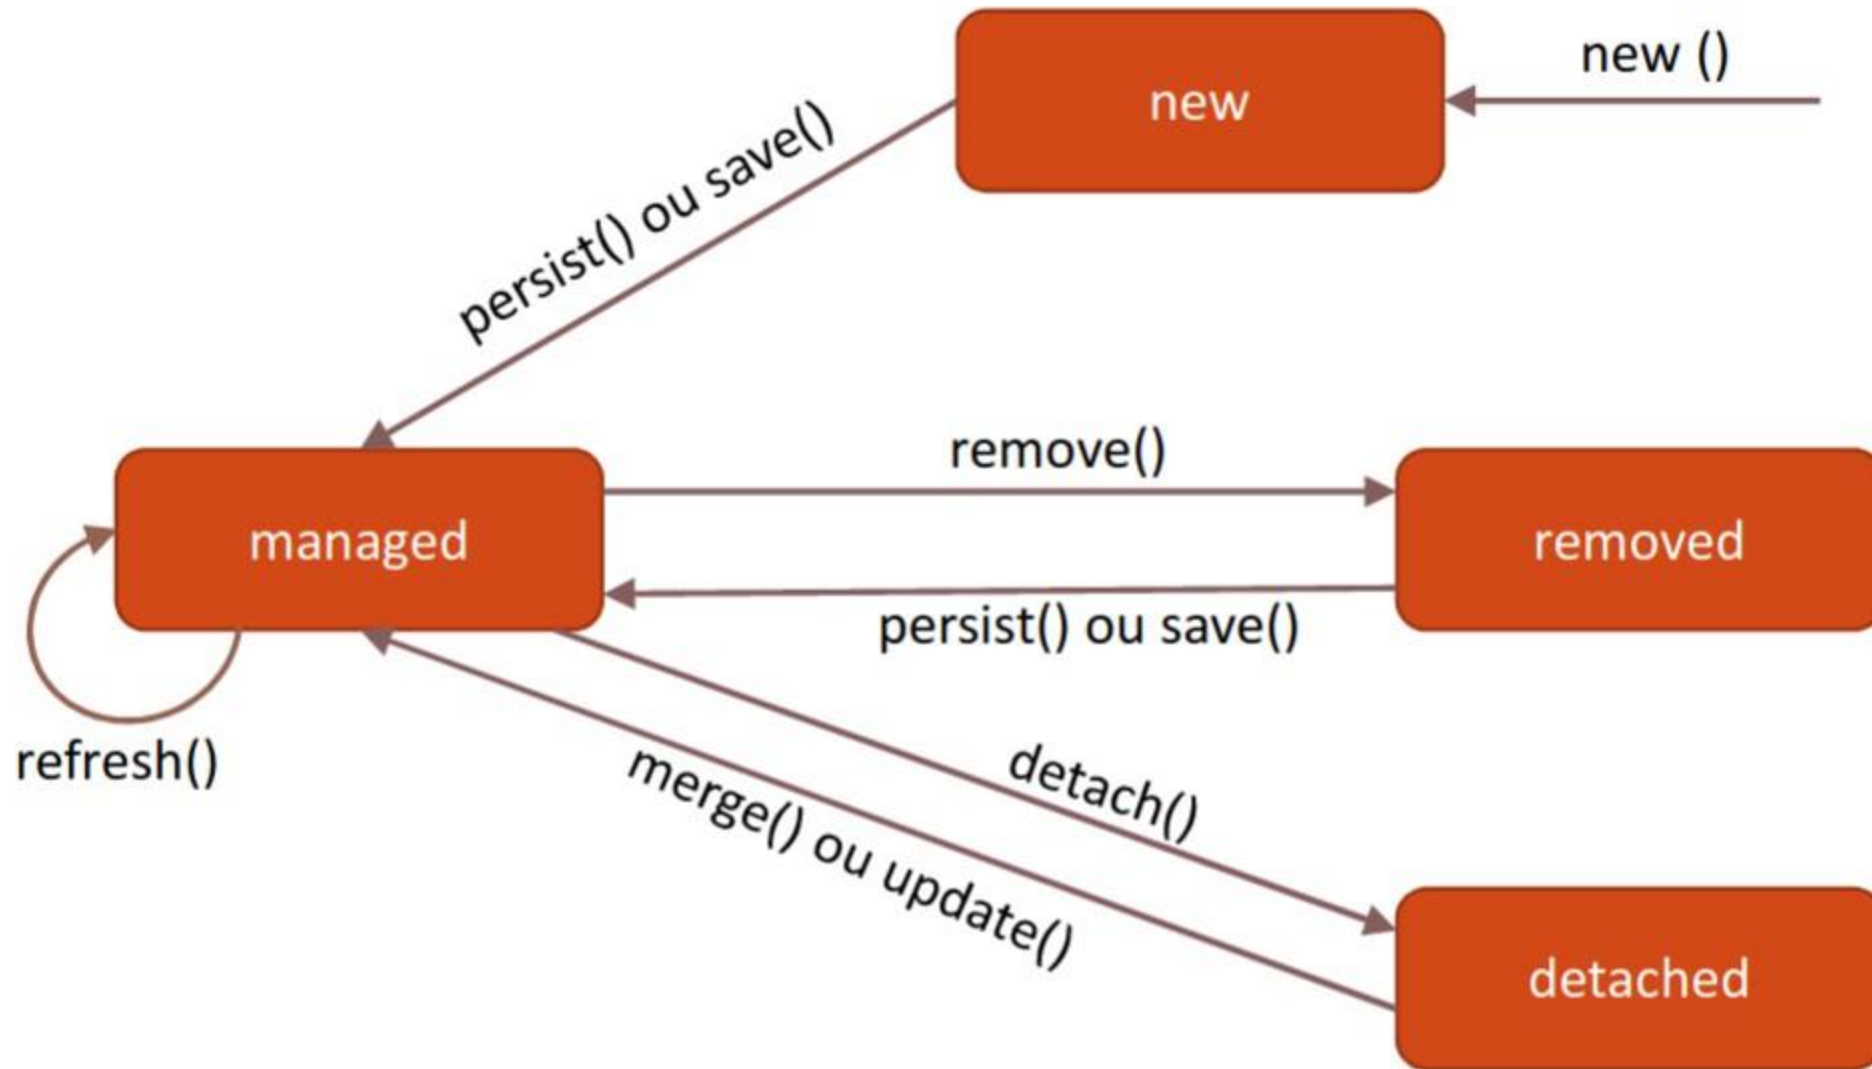 new ()
new
persist() ou save()
remove()
managed
removed
persist() ou save()
refresh()
detach()
merge() ou update()
detached